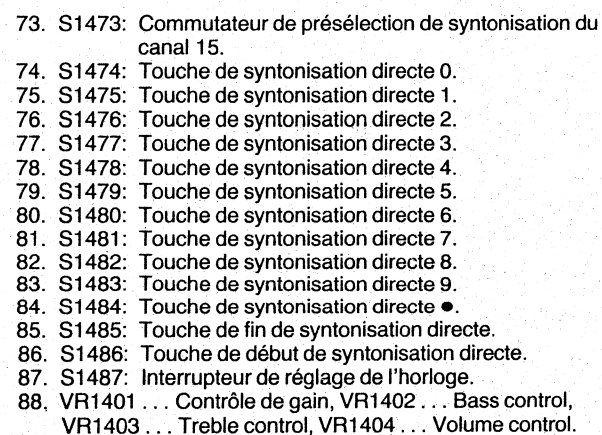 73. S1473: Commutateur de présélection de syntonisation du
canal 15.
74. S1474: Touche de syntonisation directe 0.
75. S1475: Touche de syntonisation directe 1.
76. S1476: Touche de syntonisation directe 2.
77. S1477: Touche de syntonisation directe 3.
78. S1478: Touche de syntonisation directe 4.
79. S1479: Touche de syntonisation directe 5.
80. S1480: Touche de syntonisation directe 6.
81. S1481: Touche de syntonisation directe 7.
82. S1482: Touche de syntonisation directe 8.
83. S1483: Touche de syntonisation directe 9.
84. S1484: Touche de syntonisation directe ●.
85. S1485: Touche de fin de syntonisation directe.
86. S1486: Touche de début de syntonisation directe.
87. S1487: Interrupteur de réglage de l'horloge.
88, VR1401 . . . Contrôle de gain, VR1402 . . . Bass control,
VR1403 . . . Treble control, VR1404 . . . Volume control.